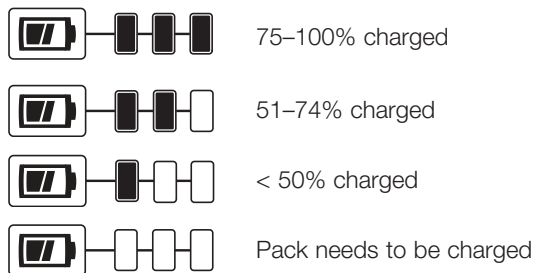 75–100% charged
51–74% charged
< 50% charged
Pack needs to be charged